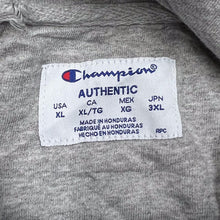 Champion
AUTHENTIC
USA CA MEX JPN
XL XL/TG XG 3XL
MADE IN HONDURAS
FABRIQUÉ AU HONDURAS
HECHO EN HONDURAS
RPC